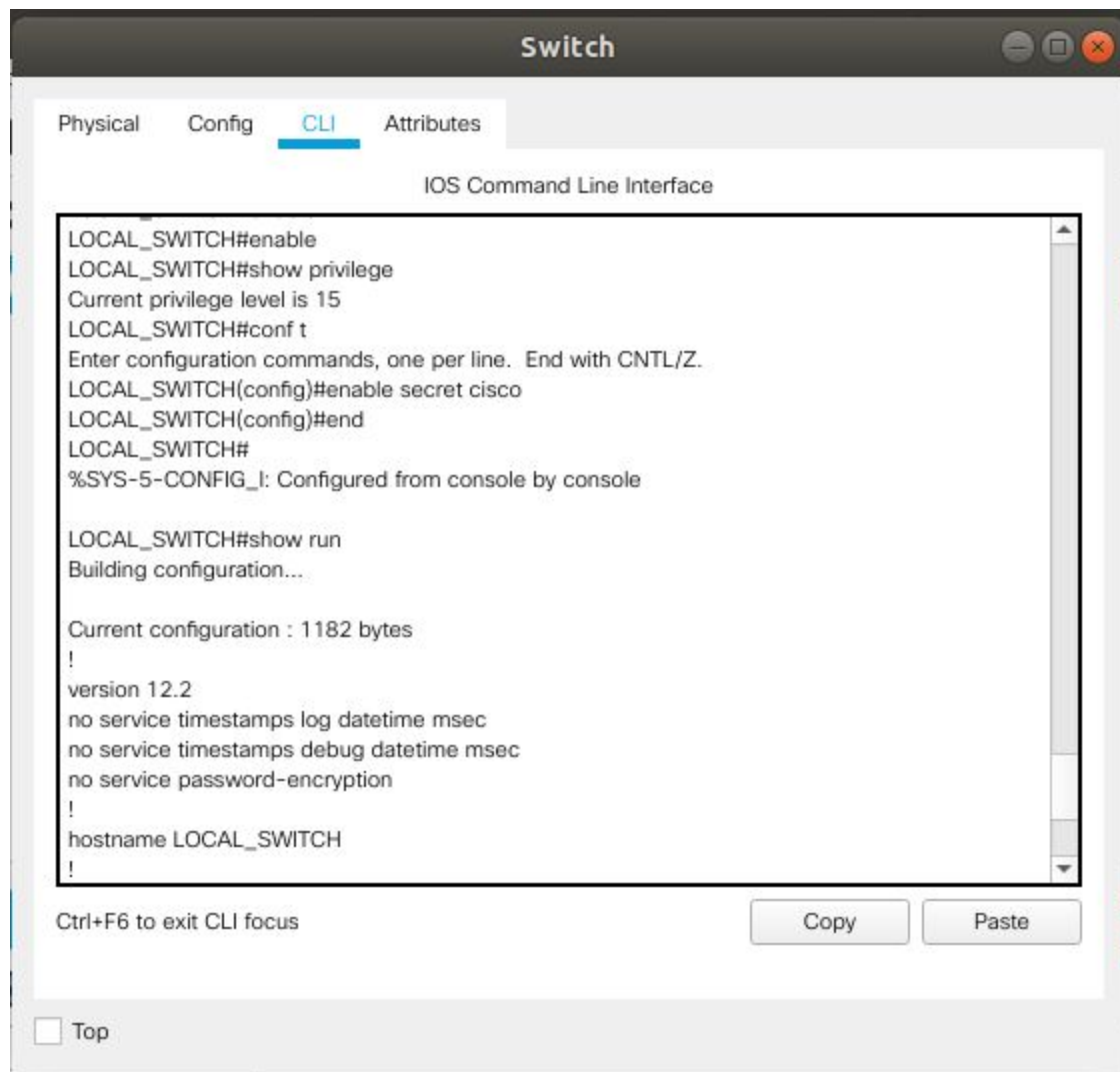 Switch
Physical Config CLI Attributes
IOS Command Line Interface
LOCAL_SWITCH#enable
LOCAL_SWITCH#show privilege
Current privilege level is 15
LOCAL_SWITCH#conf t
Enter configuration commands, one per line. End with CNTL/Z.
LOCAL_SWITCH(config)#enable secret cisco
LOCAL_SWITCH(config)#end
LOCAL_SWITCH#
%SYS-5-CONFIG_I: Configured from console by console
LOCAL_SWITCH#show run
Building configuration...
Current configuration : 1182 bytes
!
version 12.2
no service timestamps log datetime msec
no service timestamps debug datetime msec
no service password-encryption
!
hostname LOCAL_SWITCH
!
Ctrl+F6 to exit CLI focus
Copy Paste
Top